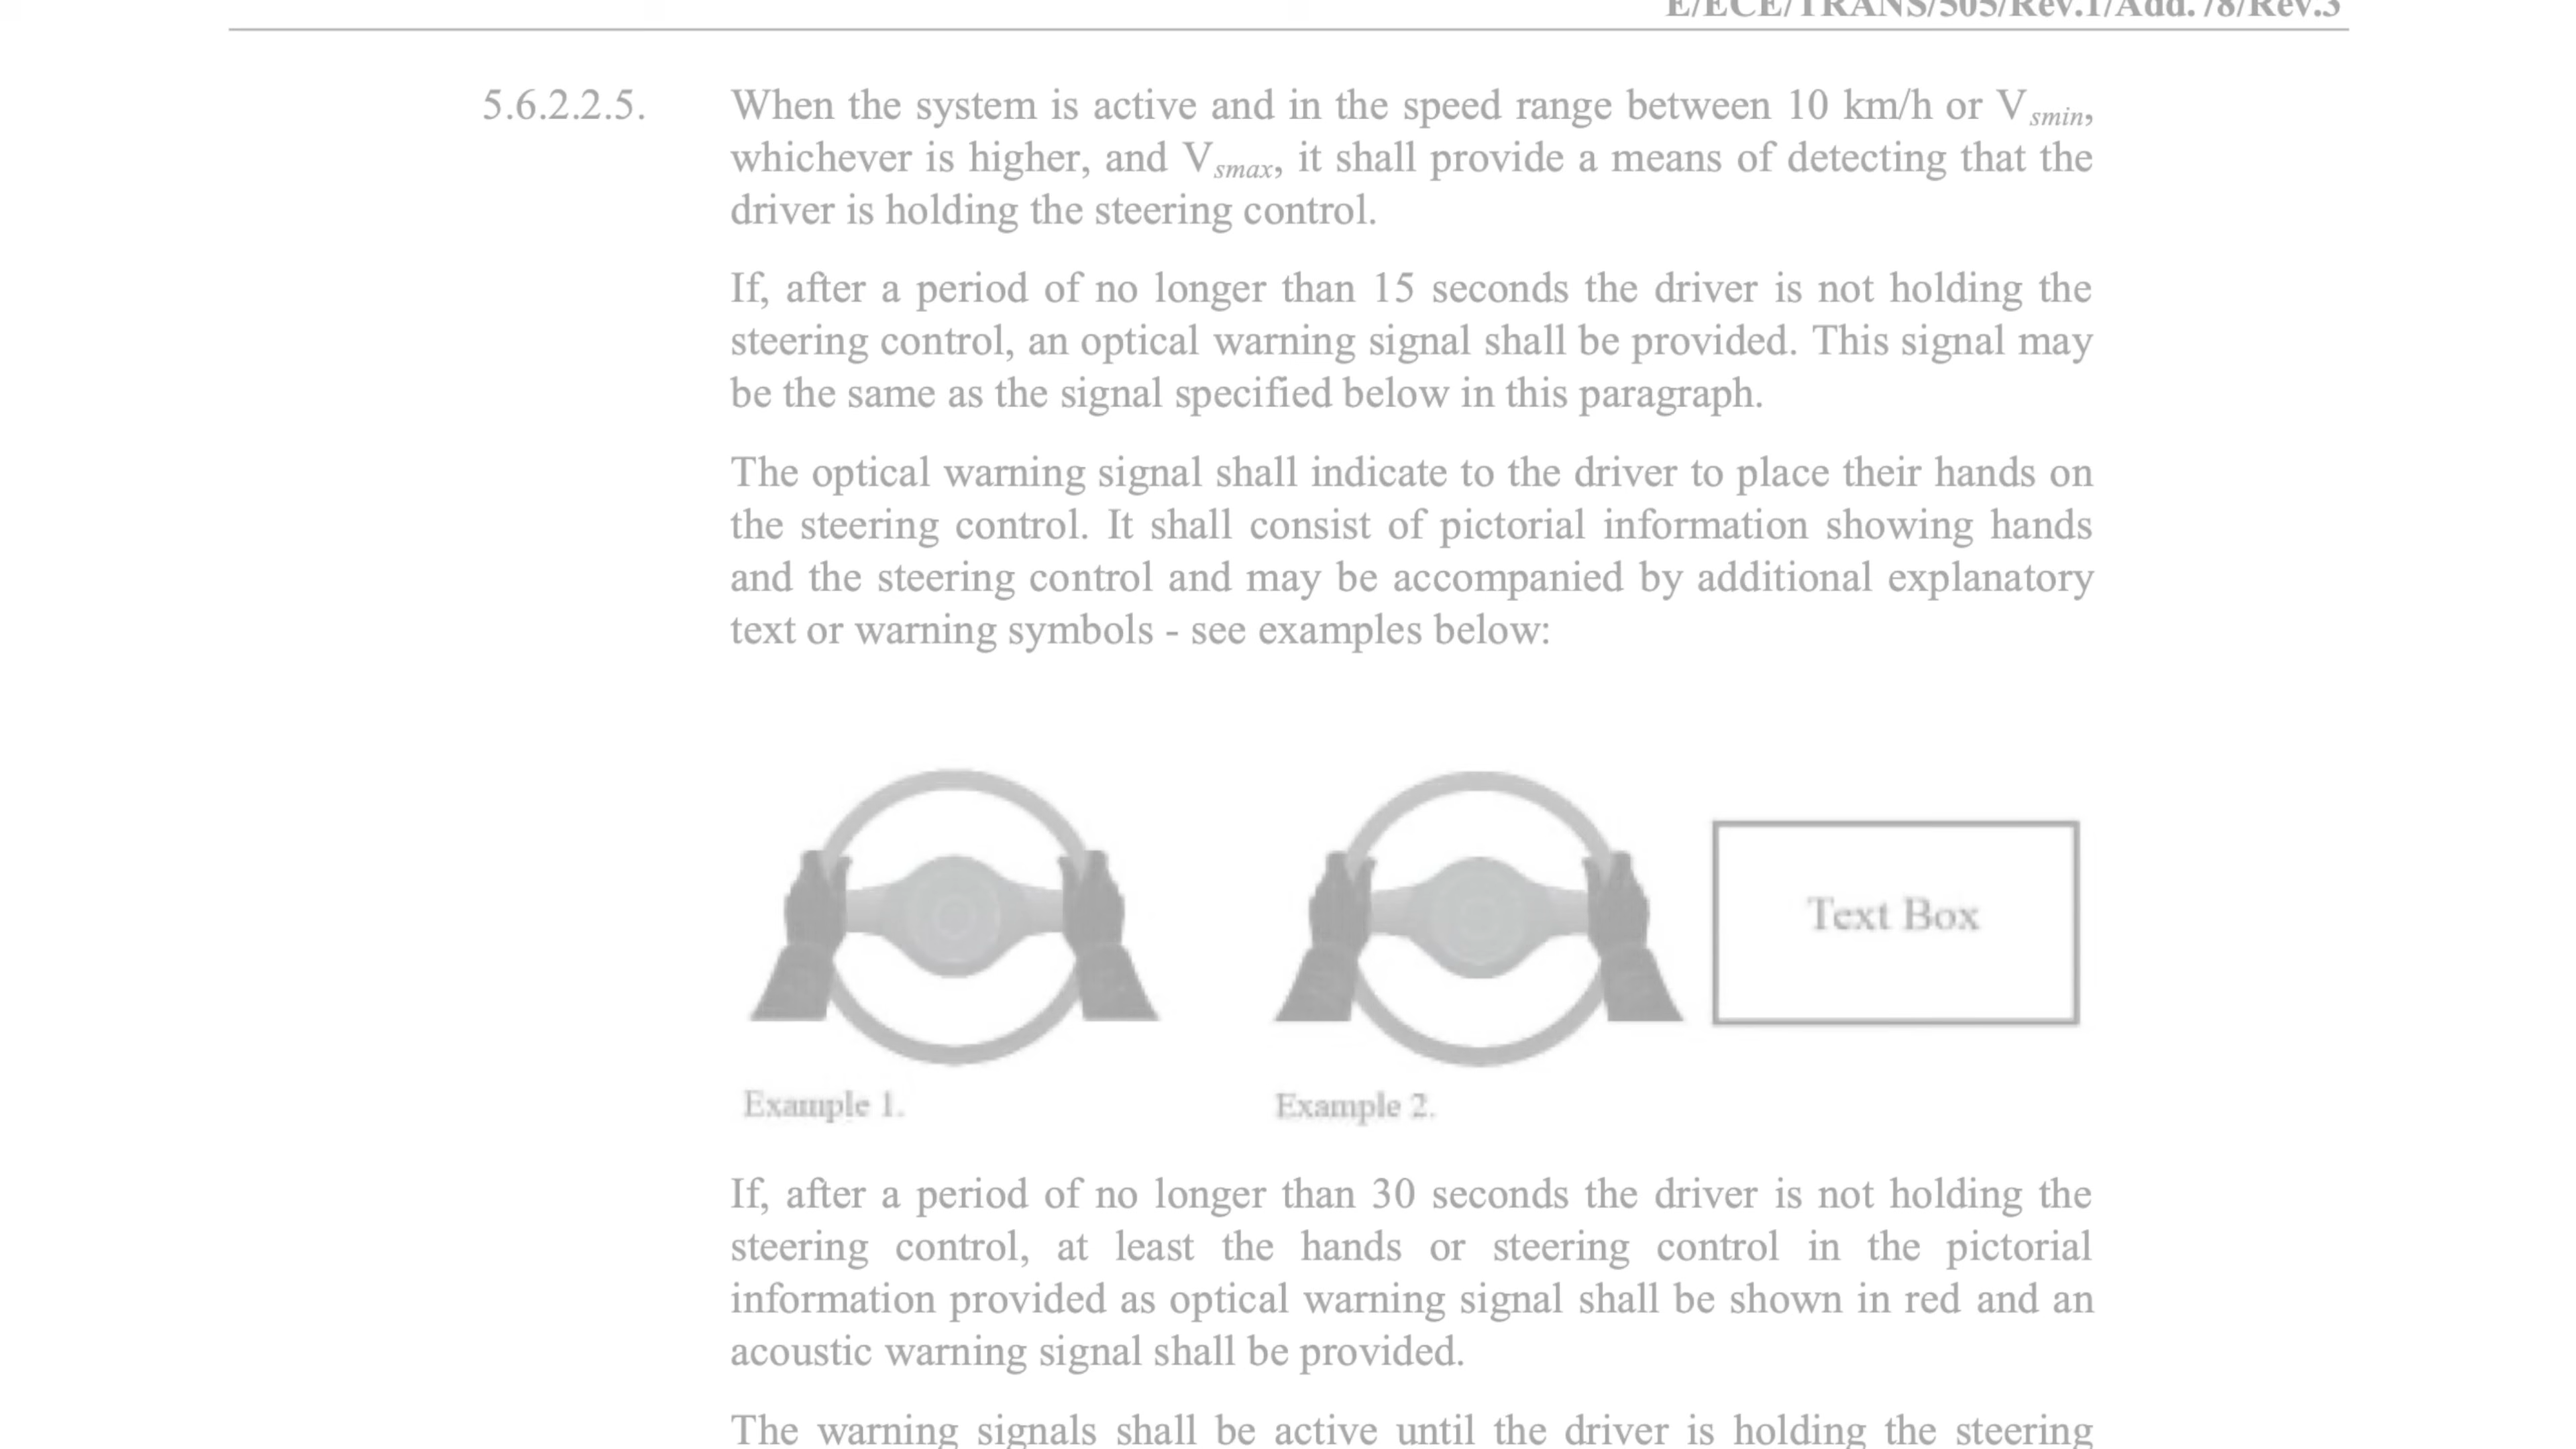 E/ECE/TRANS/505/Rev.1/Add.78/Rev.3
5.6.2.2.5. When the system is active and in the speed range between 10 km/h or Vsmin,
whichever is higher, and Vsmax, it shall provide a means of detecting that the
driver is holding the steering control.
If, after a period of no longer than 15 seconds the driver is not holding the
steering control, an optical warning signal shall be provided. This signal may
be the same as the signal specified below in this paragraph.
The optical warning signal shall indicate to the driver to place their hands on
the steering control. It shall consist of pictorial information showing hands
and the steering control and may be accompanied by additional explanatory
text or warning symbols - see examples below:
Text Box
Example 1. Example 2.
If, after a period of no longer than 30 seconds the driver is not holding the
steering control, at least the hands or steering control in the pictorial
information provided as optical warning signal shall be shown in red and an
acoustic warning signal shall be provided.
The warning signals shall be active until the driver is holding the steering